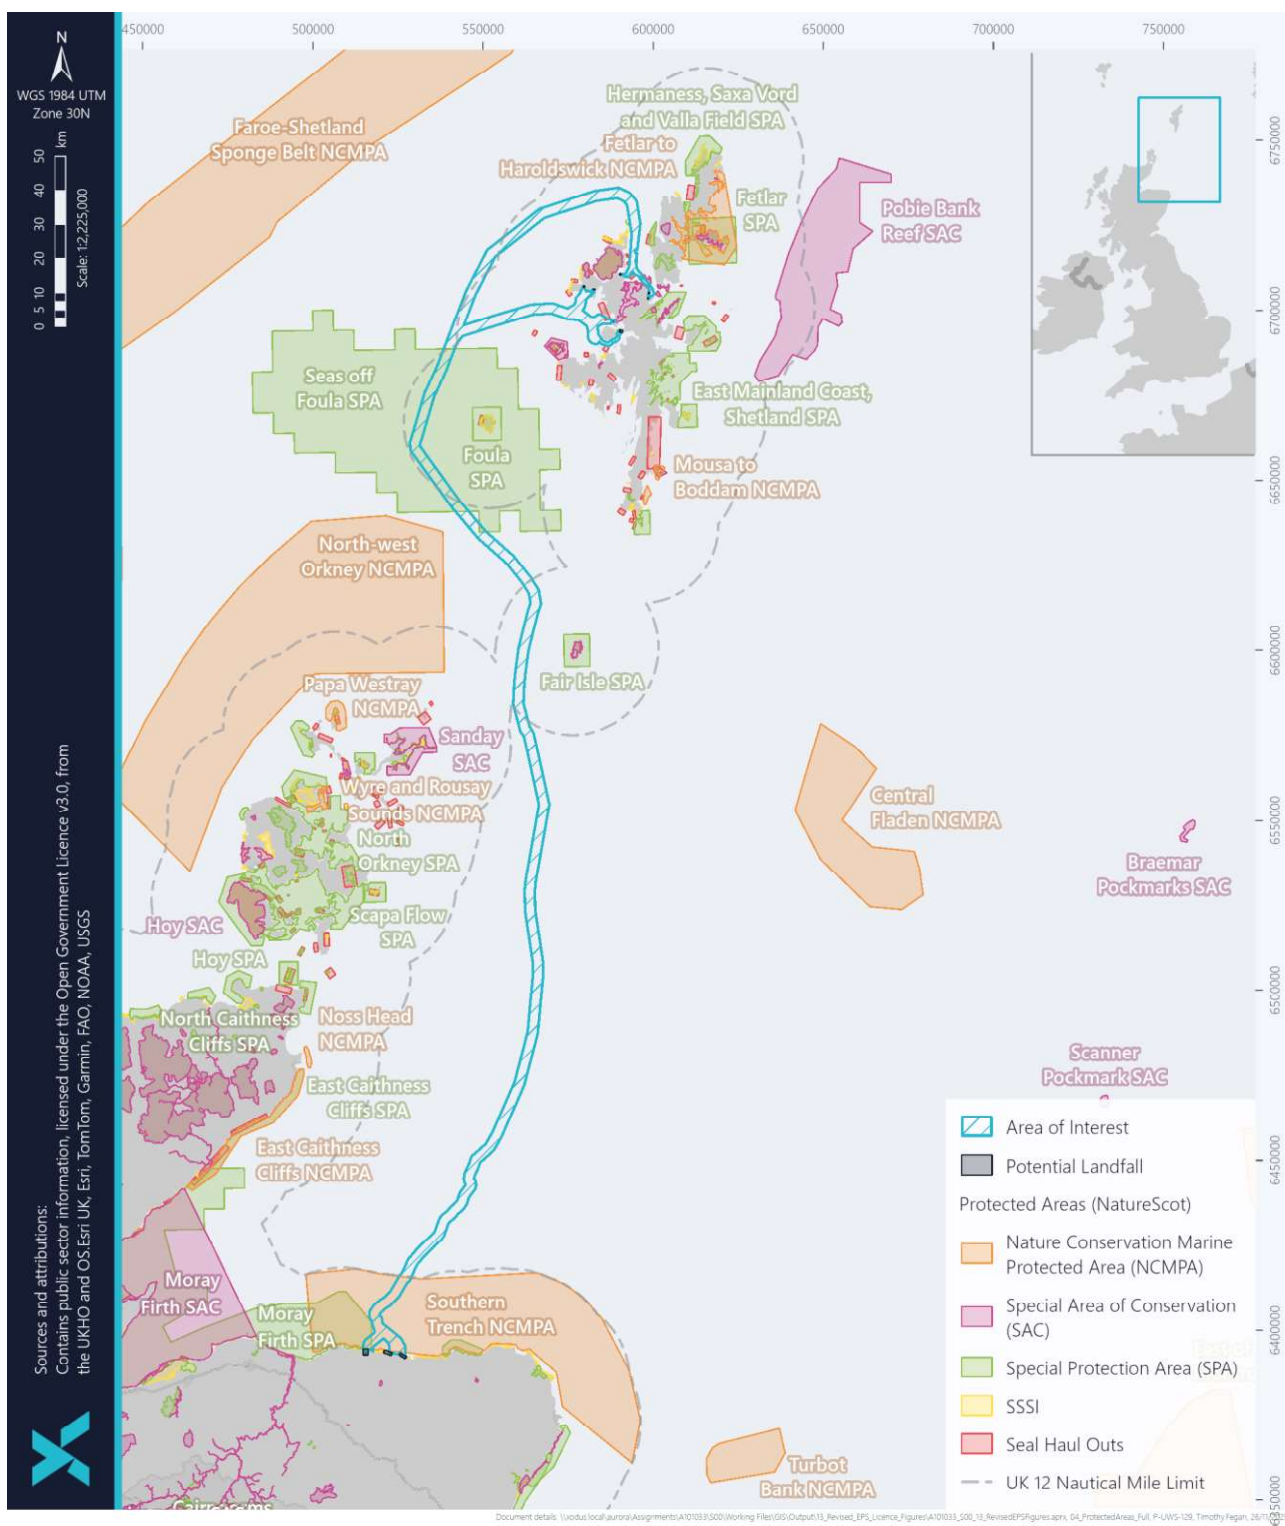 450000 500000 550000 600000 650000 700000 750000
N
WGS 1984 UTM
Zone 30N
0 5 10 20 30 40 50
km
Scale: 1:2,225,000
Faroe-Shetland
Sponge Belt NCMPA
Hermaness, Saxa Vord
and Valla Field SPA
Fetlar to
Haroldswick NCMPA
Fetlar
SPA
Pobie Bank
Reef SAC
Seas off
Foula SPA
Foula
SPA
East Mainland Coast,
Shetland SPA
Mousa to
Boddam NCMPA
North-west
Orkney NCMPA
Fair Isle SPA
Papa Westray
NCMPA
Sanday
SAC
Wyre and Rousay
Sounds NCMPA
North
Orkney SPA
Scapa Flow
SPA
Hoy SAC
Hoy SPA
North Caithness
Cliffs SPA
Noss Head
NCMPA
East Caithness
Cliffs SPA
East Caithness
Cliffs NCMPA
Central
Fladen NCMPA
Braemar
Pockmarks SAC
Scanner
Pockmark SAC
Moray
Firth SAC
Moray
Firth SPA
Southern
Trench NCMPA
Turbot
Bank NCMPA
6750000
6700000
6650000
6600000
6550000
6500000
6450000
6400000
6350000
Area of Interest
Potential Landfall
Protected Areas (NatureScot)
Nature Conservation Marine
Protected Area (NCMPA)
Special Area of Conservation
(SAC)
Special Protection Area (SPA)
SSSI
Seal Haul Outs
UK 12 Nautical Mile Limit
Sources and attributions:
Contains public sector information, licensed under the Open Government Licence v3.0, from
the UKHO and OS.Esri UK, Esri, TomTom, Garmin, FAO, NOAA, USGS